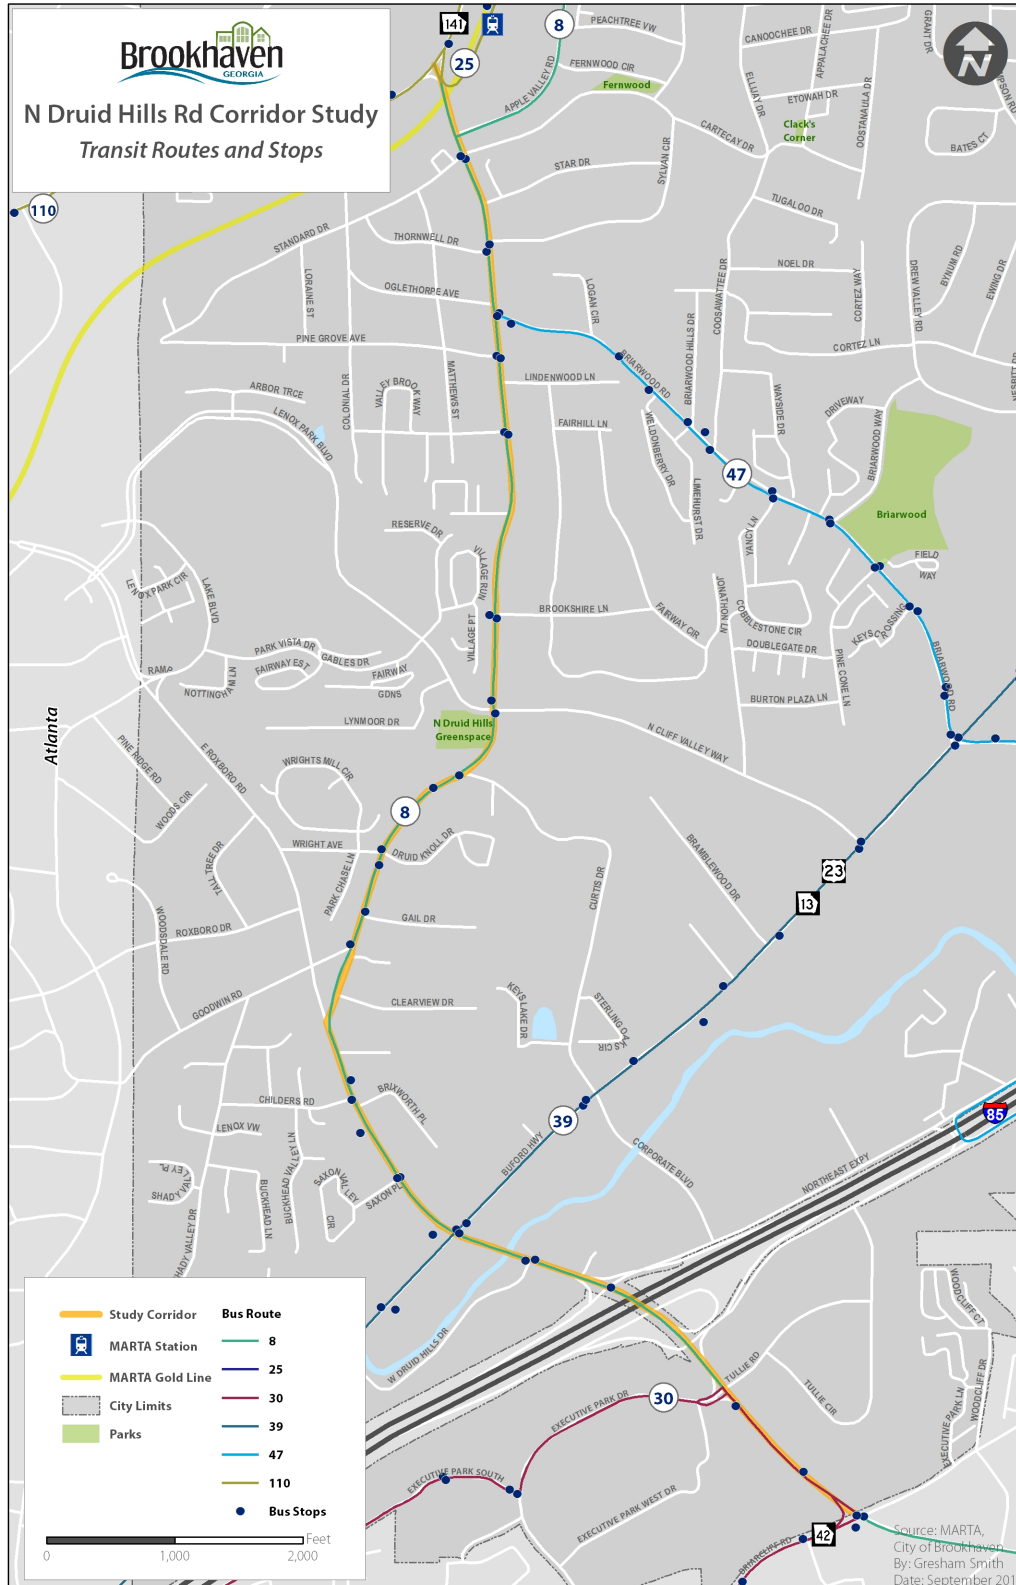 Brookhaven
GEORGIA
N Druid Hills Rd Corridor Study
Transit Routes and Stops
141
8
25
110
N
PEACHTREE VW
FERNWOOD CIR
Fernwood
APPLE VALLEY RD
CANOOCHEE DR
APPALACHEE DR
GRANT DR
ELLIJAY DR
ETOWAH DR
Clack's
Corner
OOSTANAULA DR
MPSON RD
BATES CT
CARTECAY DR
SYLVAN CIR
STAR DR
TUGALOO DR
STANDARD DR
THORNWELL DR
NOEL DR
COOSAWATTEE DR
CORTEZ WAY
DREW VALLEY RD
BYNUM RD
EWING DR
LORAINE ST
OGLETHORPE AVE
LOGAN CIR
BRIARWOOD HILLS DR
PINE GROVE AVE
CORTEZ LN
BRIARWOOD RD
LINDENWOOD LN
MATTHEWS ST
COLONIAL DR
VALLEY BROOK WAY
ARBOR TRCE
LENOX PARK BLVD
FAIRHILL LN
WELDONBERRY DR
WAYSIDE DR
DRIVEWAY
BRIARWOOD WAY
47
LIMEHURST DR
YANCY LN
Briarwood
RESERVE DR
VILLAGE RUN
FIELD
WAY
LENOX PARK CIR
LAKE BLVD
VILLAGE PT
BROOKSHIRE LN
FAIRWAY CIR
JONATHON LN
COBBLESTONE CIR
KEYS CROSSING
DOUBLEGATE DR
PINE CONE LN
BRIARWOOD RD
PARK VISTA DR
GABLES DR
FAIRWAY EST
FAIRWAY
GDNS
RAMP
NOTTINGHAM LN
LYNMOOR DR
N Druid Hills
Greenspace
BURTON PLAZA LN
N CLIFF VALLEY WAY
Atlanta
PINE RIDGE RD
E ROXBORO RD
WRIGHTS MILL CIR
WOODS CIR
8
WRIGHT AVE
DRUID KNOLL DR
TALL TREE DR
PARK CHASE LN
BRAMBLEWOOD DR
CURTIS DR
23
13
WOODSDALE RD
ROXBORO DR
GAIL DR
GOODWIN RD
CLEARVIEW DR
KEYS LAKE DR
STERLING OAKS CIR
CHILDERS RD
BRIXWORTH PL
39
85
LENOX VW
BUFORD HWY
CORPORATE BLVD
NORTHEAST EXPY
SHADY VALLEY PL
BUCKHEAD LN
BUCKHEAD VALLEY LN
SAXON VALLEY CIR
SAXON PL
HADY VALLEY DR
W DRUID HILLS DR
WOODCLIFF CT
WOODCLIFF DR
EXECUTIVE PARK LN
TULLIE RD
TULLIE CIR
30
EXECUTIVE PARK DR
EXECUTIVE PARK SOUTH
EXECUTIVE PARK WEST DR
BRIARCLIFF RD
42
Study Corridor
MARTA Station
MARTA Gold Line
City Limits
Parks
Bus Route
8
25
30
39
47
110
Bus Stops
Feet
0
1,000
2,000
Source: MARTA,
City of Brookhaven
By: Gresham Smith
Date: September 201